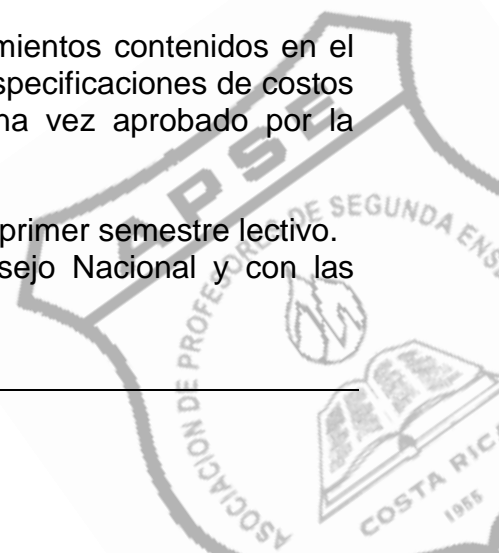 mientos contenidos en el
specificaciones de costos
na vez aprobado por la
primer semestre lectivo.
sejo Nacional y con las
APSE
ASOCIACION DE PROFESORES DE SEGUNDA ENS
COSTA RICA
1955